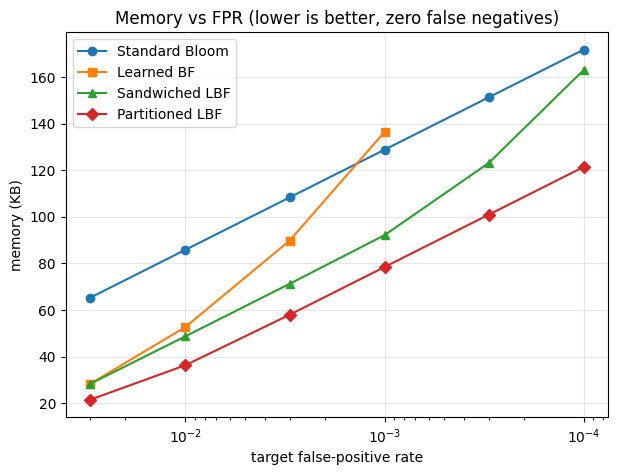 Memory vs FPR (lower is better, zero false negatives)
Standard Bloom
Learned BF
Sandwiched LBF
Partitioned LBF
160
140
120
100
80
60
40
20
memory (KB)
10⁻² 10⁻³ 10⁻⁴
target false-positive rate